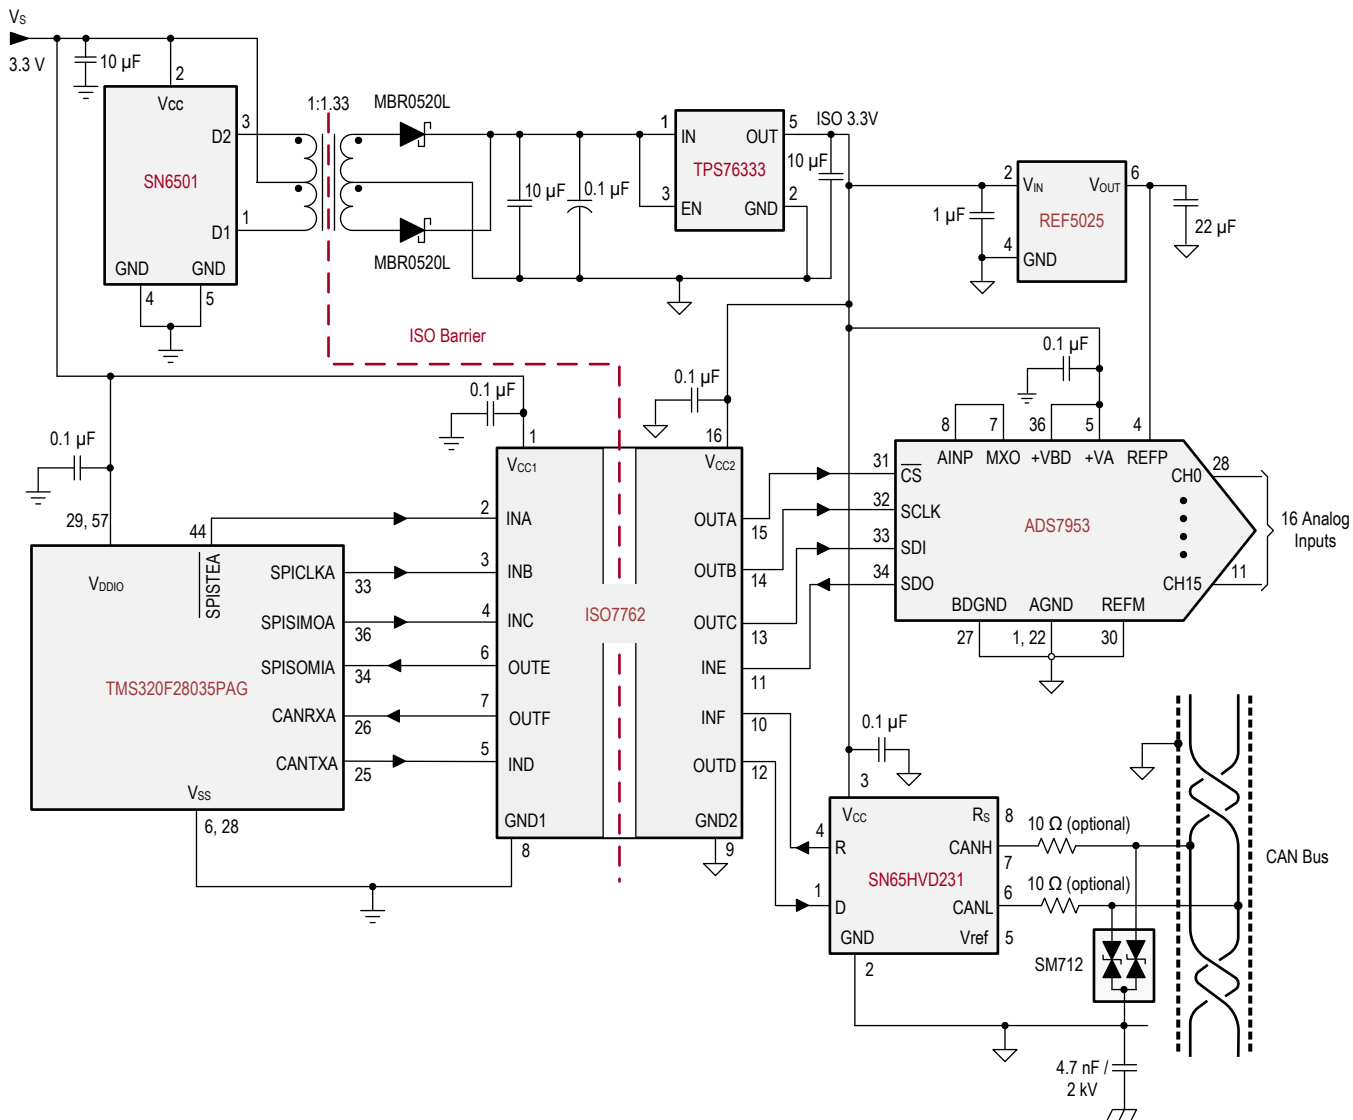 VS
3.3 V
10 µF
2
Vcc
D2
3
SN6501
1
D1
GND
GND
4
5
1:1.33
MBR0520L
MBR0520L
10 µF
0.1 µF
1
IN
OUT
5
TPS76333
3
EN
GND
2
10 µF
ISO 3.3V
1 µF
2
VIN
VOUT
6
REF5025
4
GND
22 µF
ISO Barrier
0.1 µF
29, 57
0.1 µF
1
0.1 µF
16
0.1 µF
VCC1
VCC2
ISO7762
2
INA
3
INB
4
INC
6
OUTE
7
OUTF
5
IND
GND1
8
OUTA
15
OUTB
14
OUTC
13
INE
11
INF
10
OUTD
12
GND2
9
44
VDDIO
SPISTEA
SPICLKA
33
SPISIMOA
36
SPISOMIA
34
TMS320F28035PAG
CANRXA
26
CANTXA
25
VSS
6, 28
8
7
36
5
4
AINP
MXO
+VBD
+VA
REFP
31
CS
32
SCLK
33
SDI
34
SDO
ADS7953
CH0
28
CH15
11
16 Analog
Inputs
BDGND
AGND
REFM
27
1, 22
30
0.1 µF
3
VCC
RS
8
4
R
CANH
7
SN65HVD231
1
D
CANL
6
GND
Vref
5
2
10 Ω (optional)
10 Ω (optional)
SM712
CAN Bus
4.7 nF /
2 kV